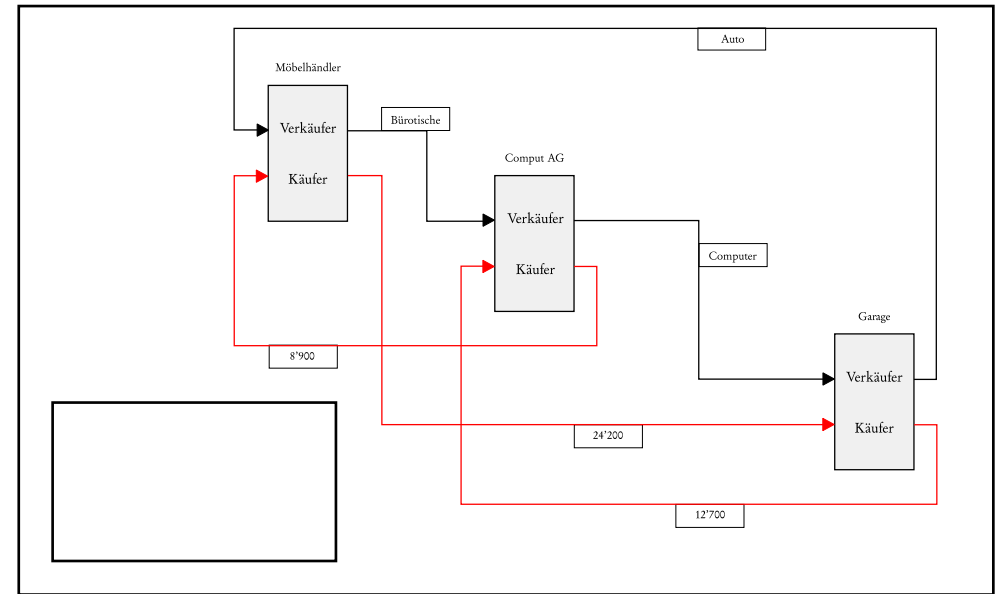 Auto
Möbelhändler
Verkäufer
Käufer
Bürotische
Comput AG
Verkäufer
Käufer
Computer
Garage
Verkäufer
Käufer
8’900
24’200
12’700